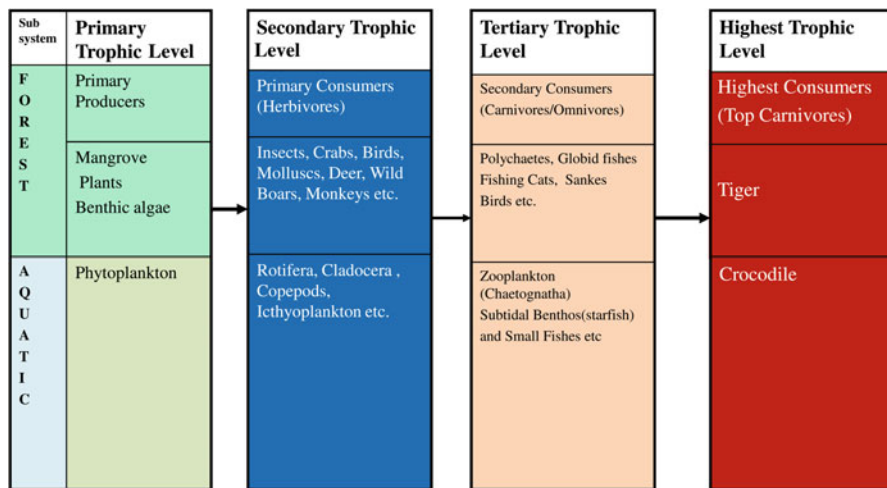 Sub
system
Primary
Trophic Level
F
O
R
E
S
T
Primary
Producers
Mangrove
Plants
Benthic algae
A
Q
U
A
T
I
C
Phytoplankton
Secondary Trophic
Level
Primary Consumers
(Herbivores)
Insects, Crabs, Birds,
Molluscs, Deer, Wild
Boars, Monkeys etc.
Rotifera, Cladocera ,
Copepods,
Icthyoplankton etc.
Tertiary Trophic
Level
Secondary Consumers
(Carnivores/Omnivores)
Polychaetes, Globid fishes
Fishing Cats, Sankes
Birds etc.
Zooplankton
(Chaetognatha)
Subtidal Benthos(starfish)
and Small Fishes etc
Highest Trophic
Level
Highest Consumers
(Top Carnivores)
Tiger
Crocodile